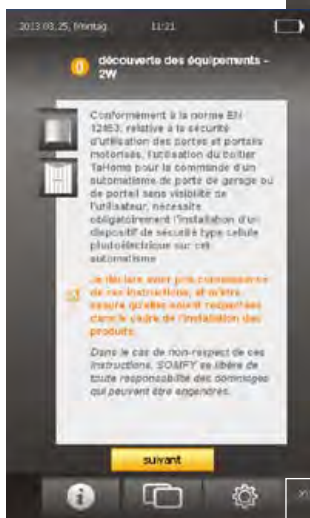 2013.03.25, Montag 11:21
découverte des équipements -
2W
Conformément à la norme EN
12453, relative à la sécurité
d'utilisation des portes et portails
motorisés, l'utilisation du boîtier
TaHoma pour la commande d'un
automatisme de porte de garage ou
de portail sans visibilité de
l'utilisateur, nécessite
obligatoirement l'installation d'un
dispositif de sécurité type cellule
photoélectrique sur cet
automatisme
Je déclare avoir pris connaissance
de ces instructions, et m'être
assuré qu'elles soient respectées
dans le cadre de l'installation des
produits.
Dans le cas de non-respect de ces
instructions, SOMFY se libère de
toute responsabilité des dommages
qui peuvent être engendrés.
suivant